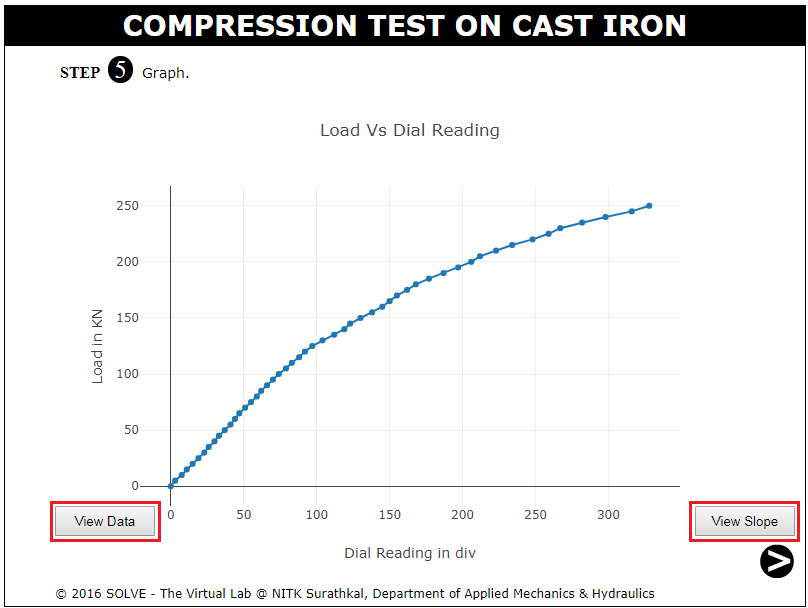 COMPRESSION TEST ON CAST IRON
STEP 5 Graph.
Load Vs Dial Reading
Load in KN
250
200
150
100
50
0
0 50 100 150 200 250 300
Dial Reading in div
View Data
View Slope
>
© 2016 SOLVE - The Virtual Lab @ NITK Surathkal, Department of Applied Mechanics & Hydraulics